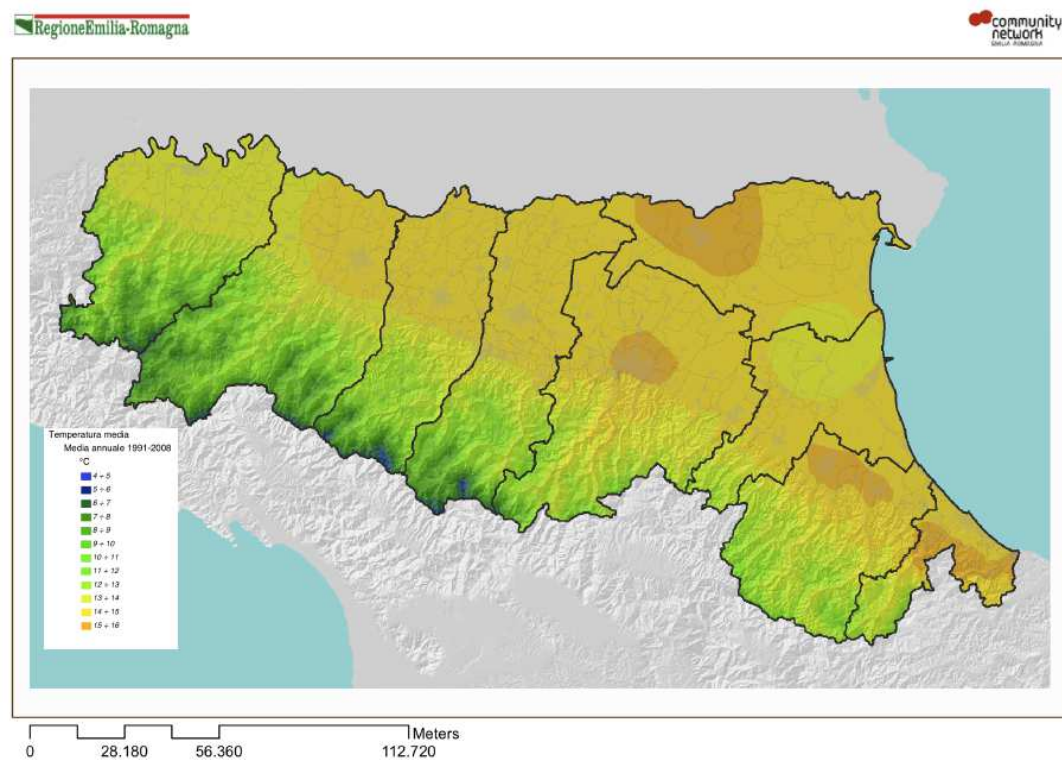 RegioneEmilia-Romagna
community
network
EMILIA-ROMAGNA
Temperatura media
Media annuale 1991-2008
°C
4 ÷ 5
5 ÷ 6
6 ÷ 7
7 ÷ 8
8 ÷ 9
9 ÷ 10
10 ÷ 11
11 ÷ 12
12 ÷ 13
13 ÷ 14
14 ÷ 15
15 ÷ 16
Meters
0 28.180 56.360 112.720